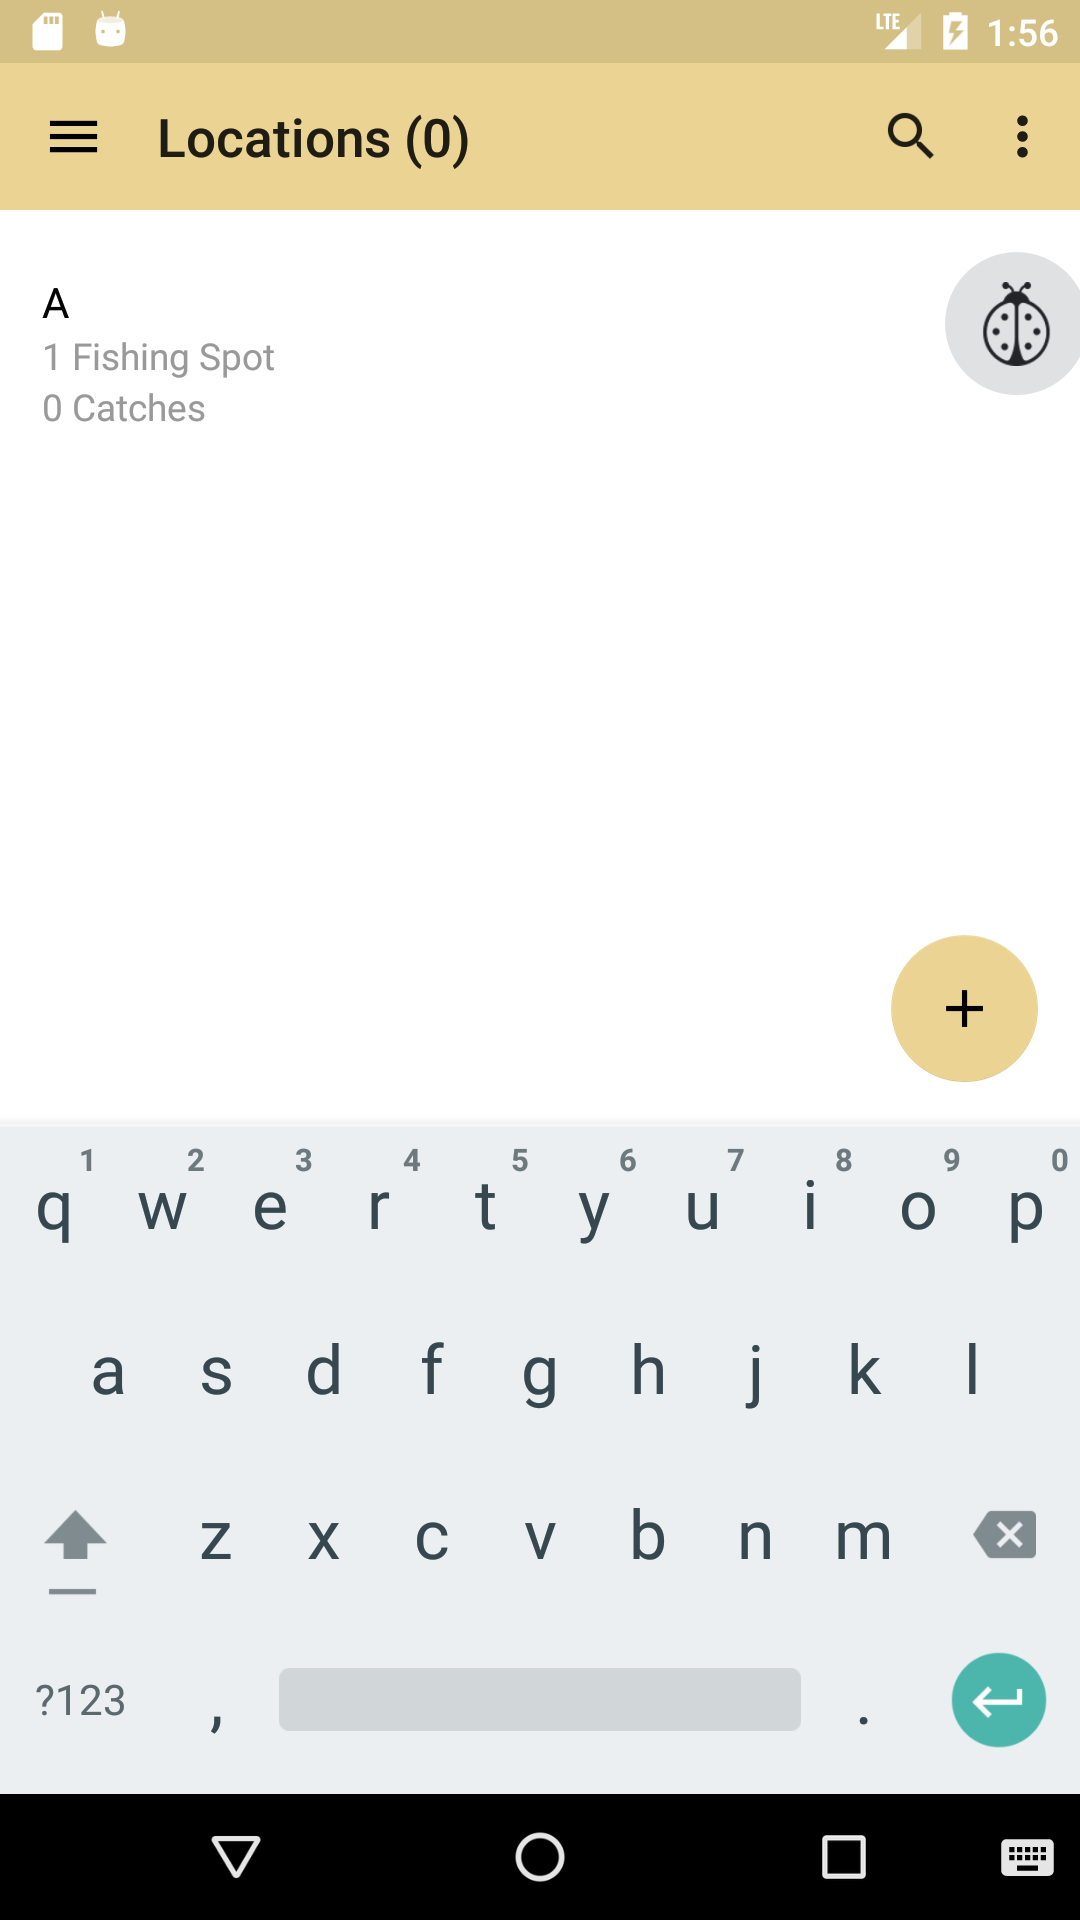 LTE 1:56
Locations (0)
A
1 Fishing Spot
0 Catches
1 2 3 4 5 6 7 8 9 0
q w e r t y u i o p
a s d f g h j k l
z x c v b n m
?123 , .